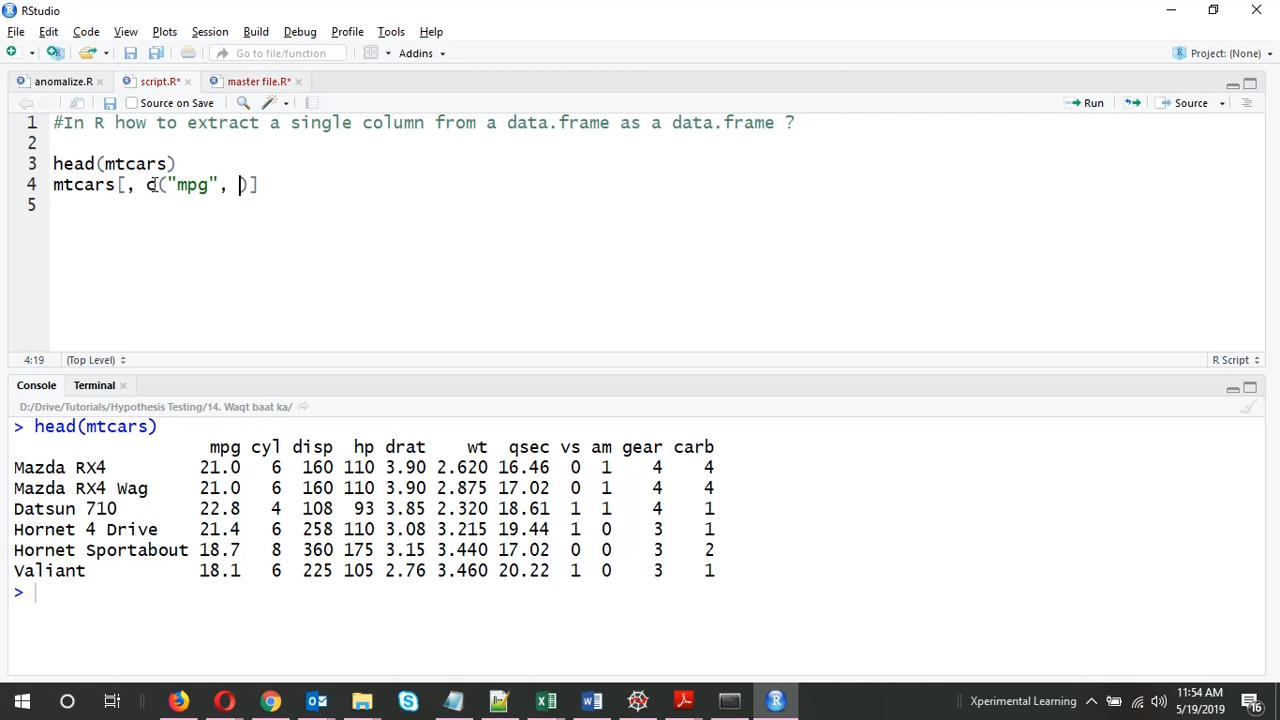 RStudio
File Edit Code View Plots Session Build Debug Profile Tools Help
Go to file/function Addins Project: (None)
anomalize.R script.R* master file.R*
Source on Save Run Source
1 #In R how to extract a single column from a data.frame as a data.frame ?
2
3 head(mtcars)
4 mtcars[, c("mpg", )]
5
4:19 (Top Level) R Script
Console Terminal
D:/Drive/Tutorials/Hypothesis Testing/14. Waqt baat ka/
> head(mtcars)
mpg cyl disp hp drat wt qsec vs am gear carb
Mazda RX4 21.0 6 160 110 3.90 2.620 16.46 0 1 4 4
Mazda RX4 Wag 21.0 6 160 110 3.90 2.875 17.02 0 1 4 4
Datsun 710 22.8 4 108 93 3.85 2.320 18.61 1 1 4 1
Hornet 4 Drive 21.4 6 258 110 3.08 3.215 19.44 1 0 3 1
Hornet Sportabout 18.7 8 360 175 3.15 3.440 17.02 0 0 3 2
Valiant 18.1 6 225 105 2.76 3.460 20.22 1 0 3 1
>
Xperimental Learning 11:54 AM
5/19/2019 16